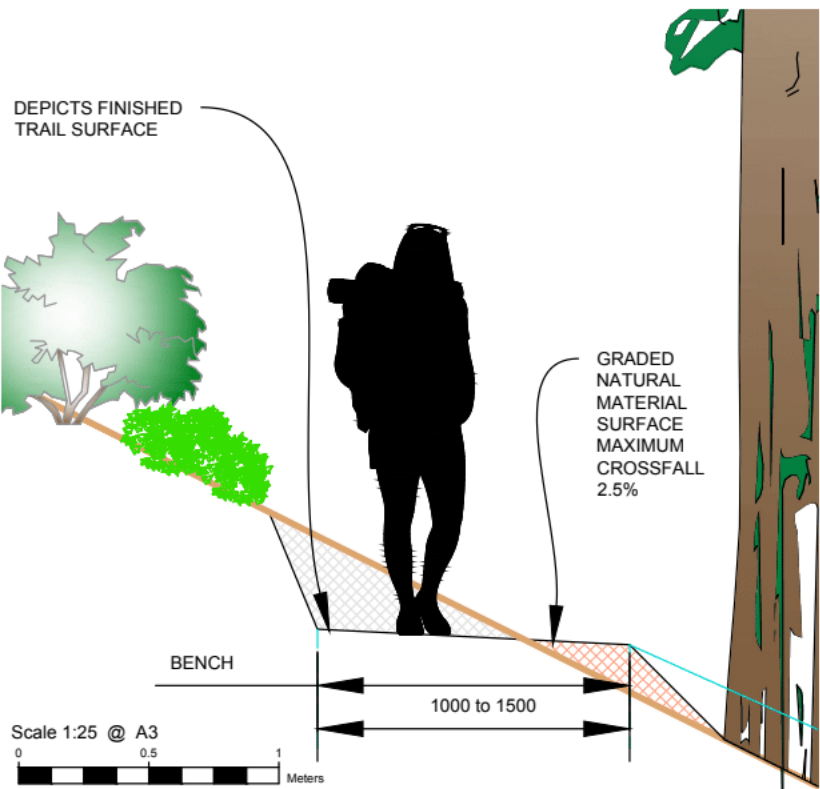 DEPICTS FINISHED
TRAIL SURFACE
GRADED
NATURAL
MATERIAL
SURFACE
MAXIMUM
CROSSFALL
2.5%
BENCH
1000 to 1500
Scale 1:25 @ A3
0 0.5 1
Meters